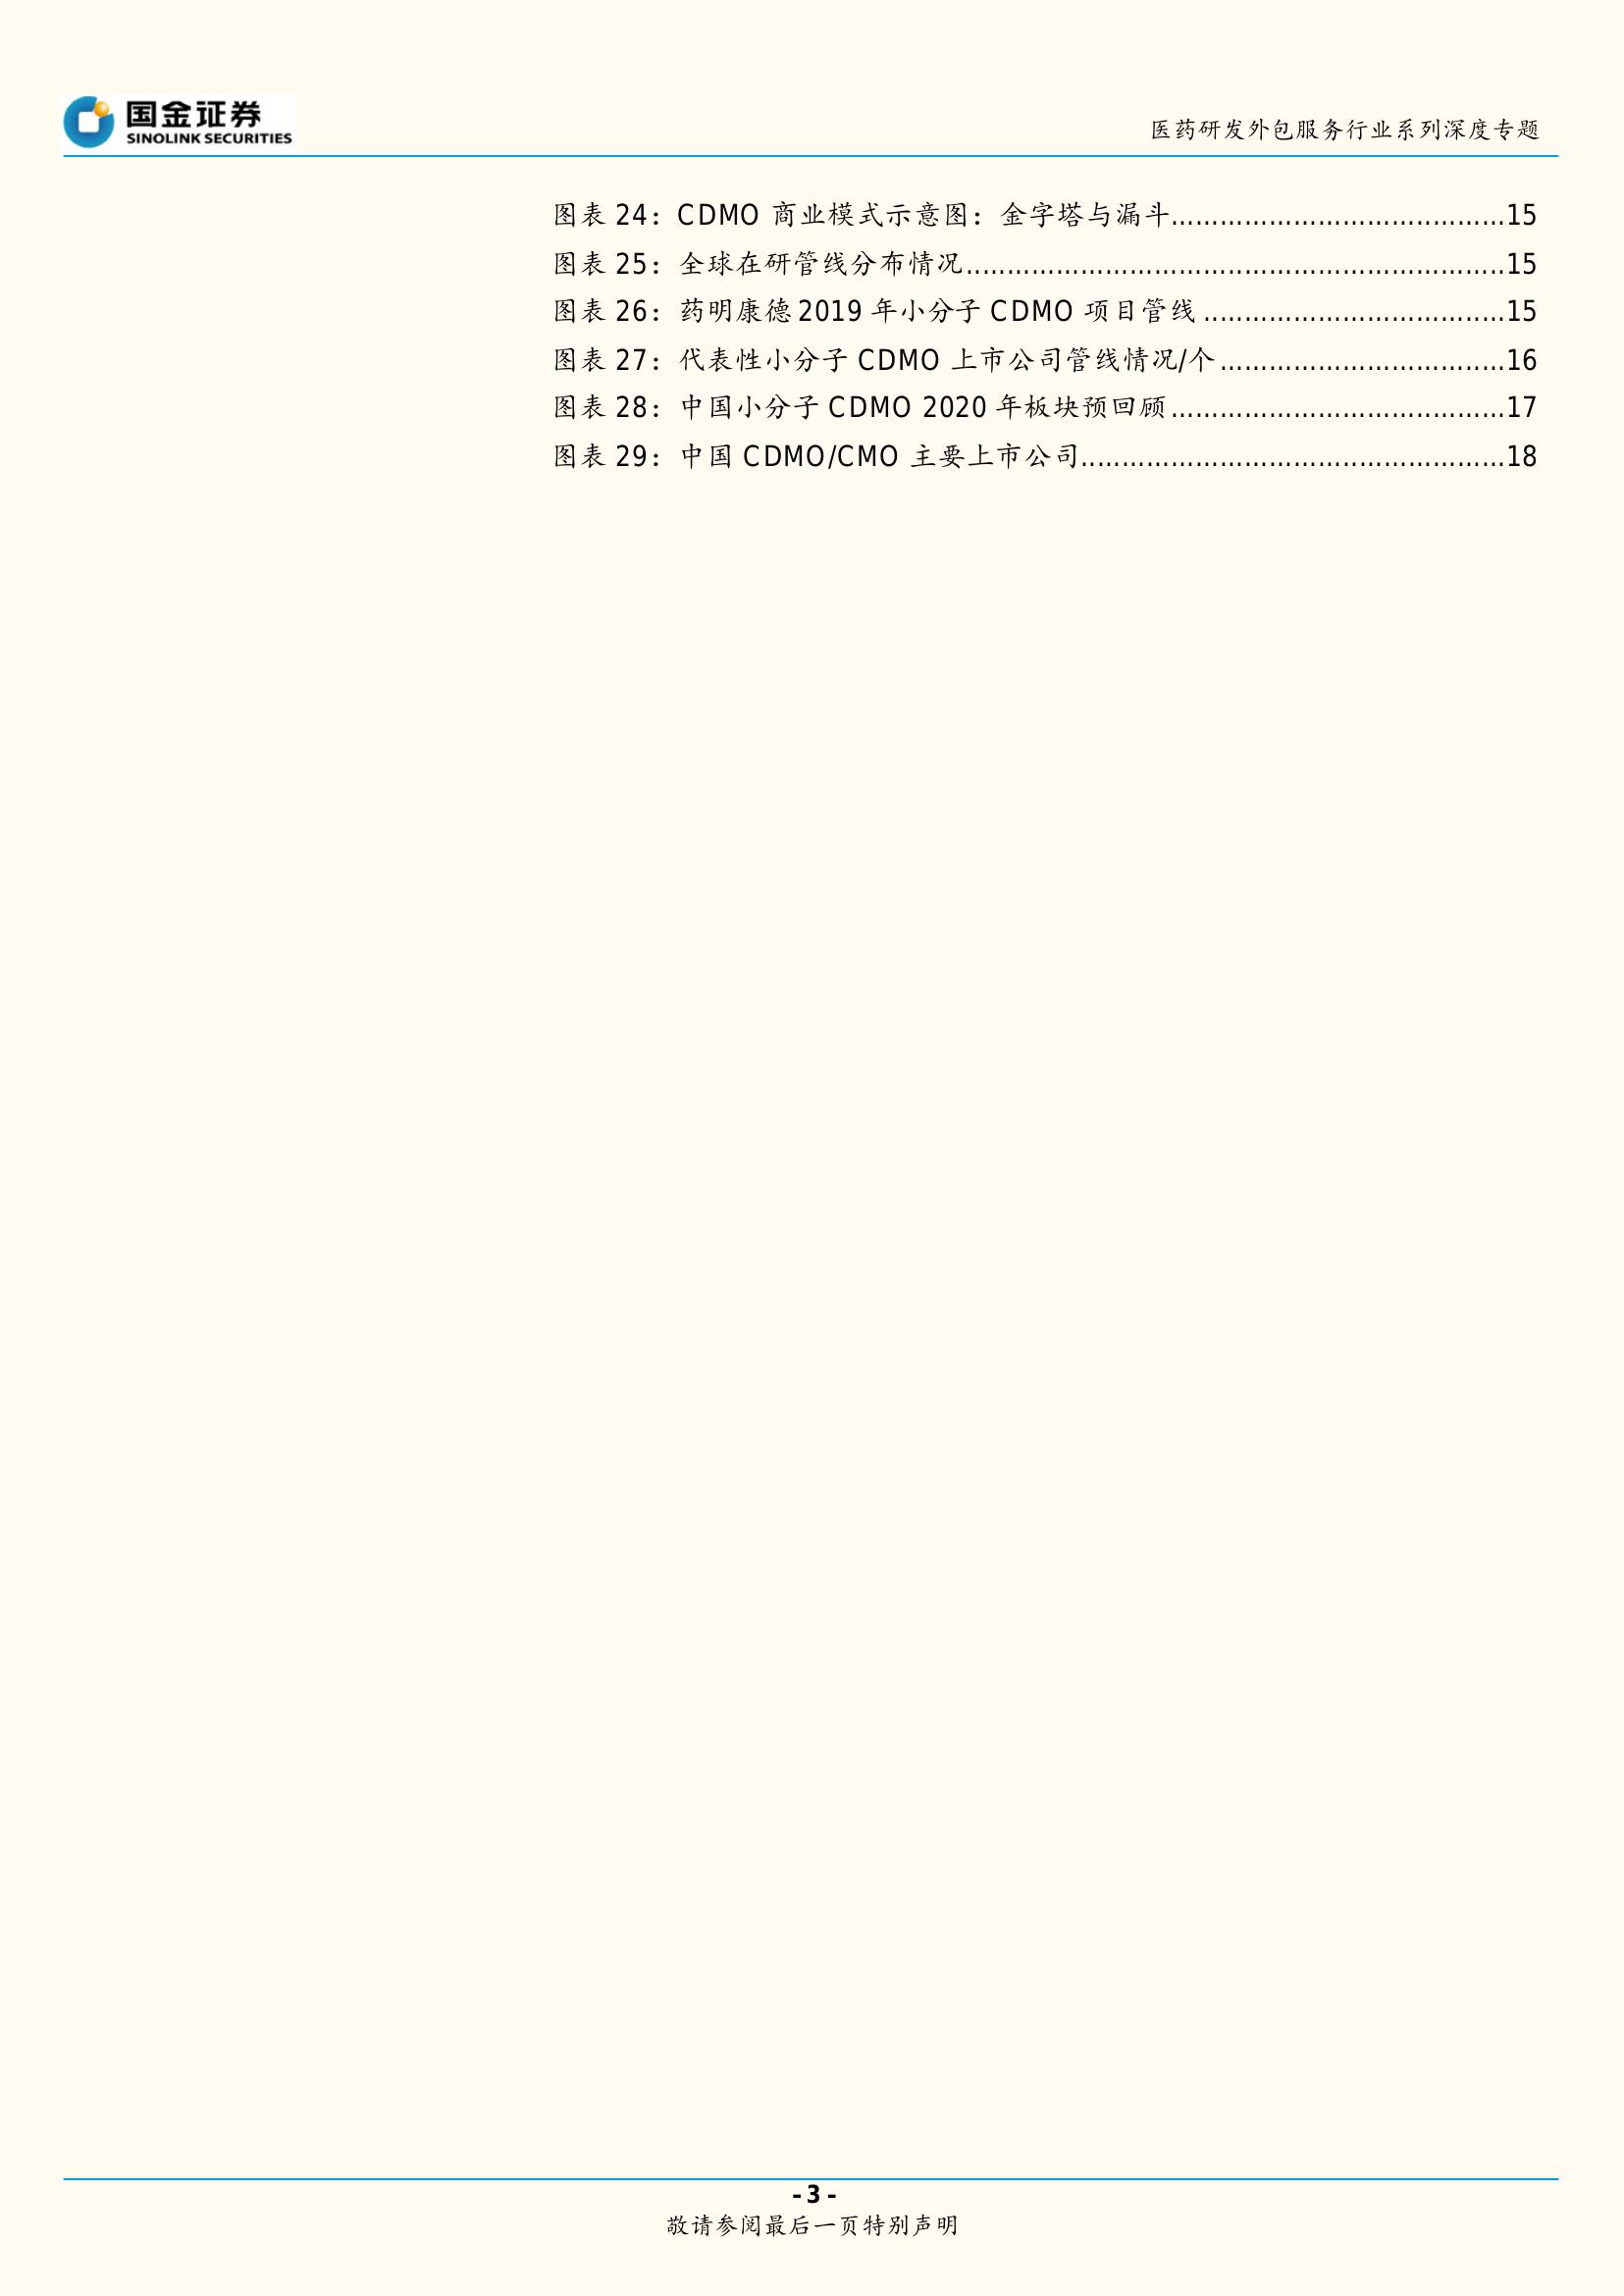 国金证券
SINOLINK SECURITIES
医药研发外包服务行业系列深度专题
图表 24：CDMO 商业模式示意图：金字塔与漏斗.......................................15
图表 25：全球在研管线分布情况.................................................................15
图表 26：药明康德 2019 年小分子 CDMO 项目管线....................................15
图表 27：代表性小分子 CDMO 上市公司管线情况/个..................................16
图表 28：中国小分子 CDMO 2020 年板块预回顾........................................17
图表 29：中国 CDMO/CMO 主要上市公司...................................................18
- 3 -
敬请参阅最后一页特别声明